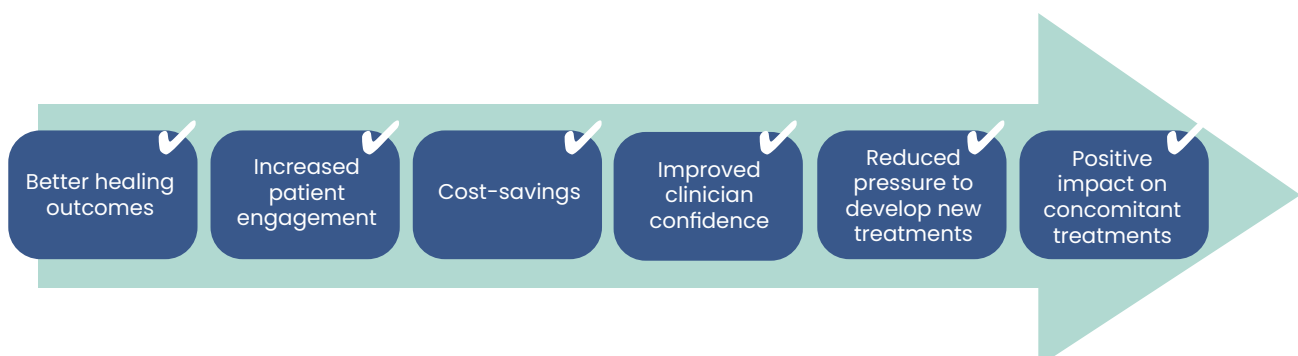 Better healing
outcomes
Increased
patient
engagement
Cost-savings
Improved
clinician
confidence
Reduced
pressure to
develop new
treatments
Positive
impact on
concomitant
treatments